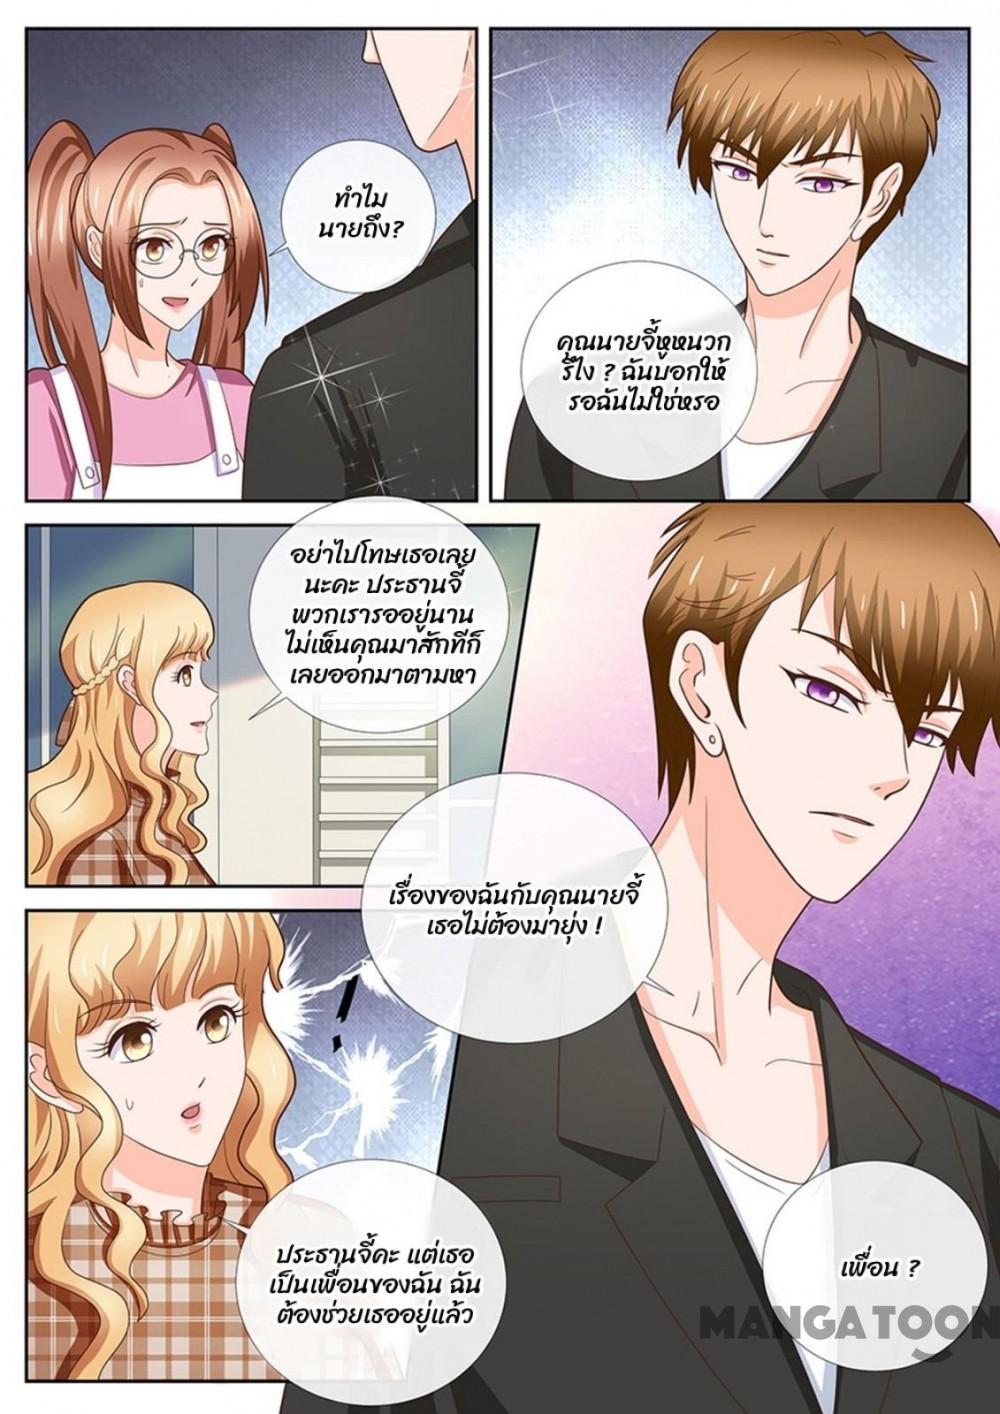 ทำไม
นายถึง?
คุณนายจี้หูหนวก
รึไง ? ฉันบอกให้
รอฉันไม่ใช่หรอ
อย่าไปโทษเธอเลย
นะคะ ประธานจี้
พวกเรารออยู่นาน
ไม่เห็นคุณมาสักทีก็
เลยออกมาตามหา
เรื่องของฉันกับคุณนายจี้
เธอไม่ต้องมายุ่ง !
ประธานจี้คะ แต่เธอ
เป็นเพื่อนของฉัน ฉัน
ต้องช่วยเธออยู่แล้ว
เพื่อน ?
MANGATOON